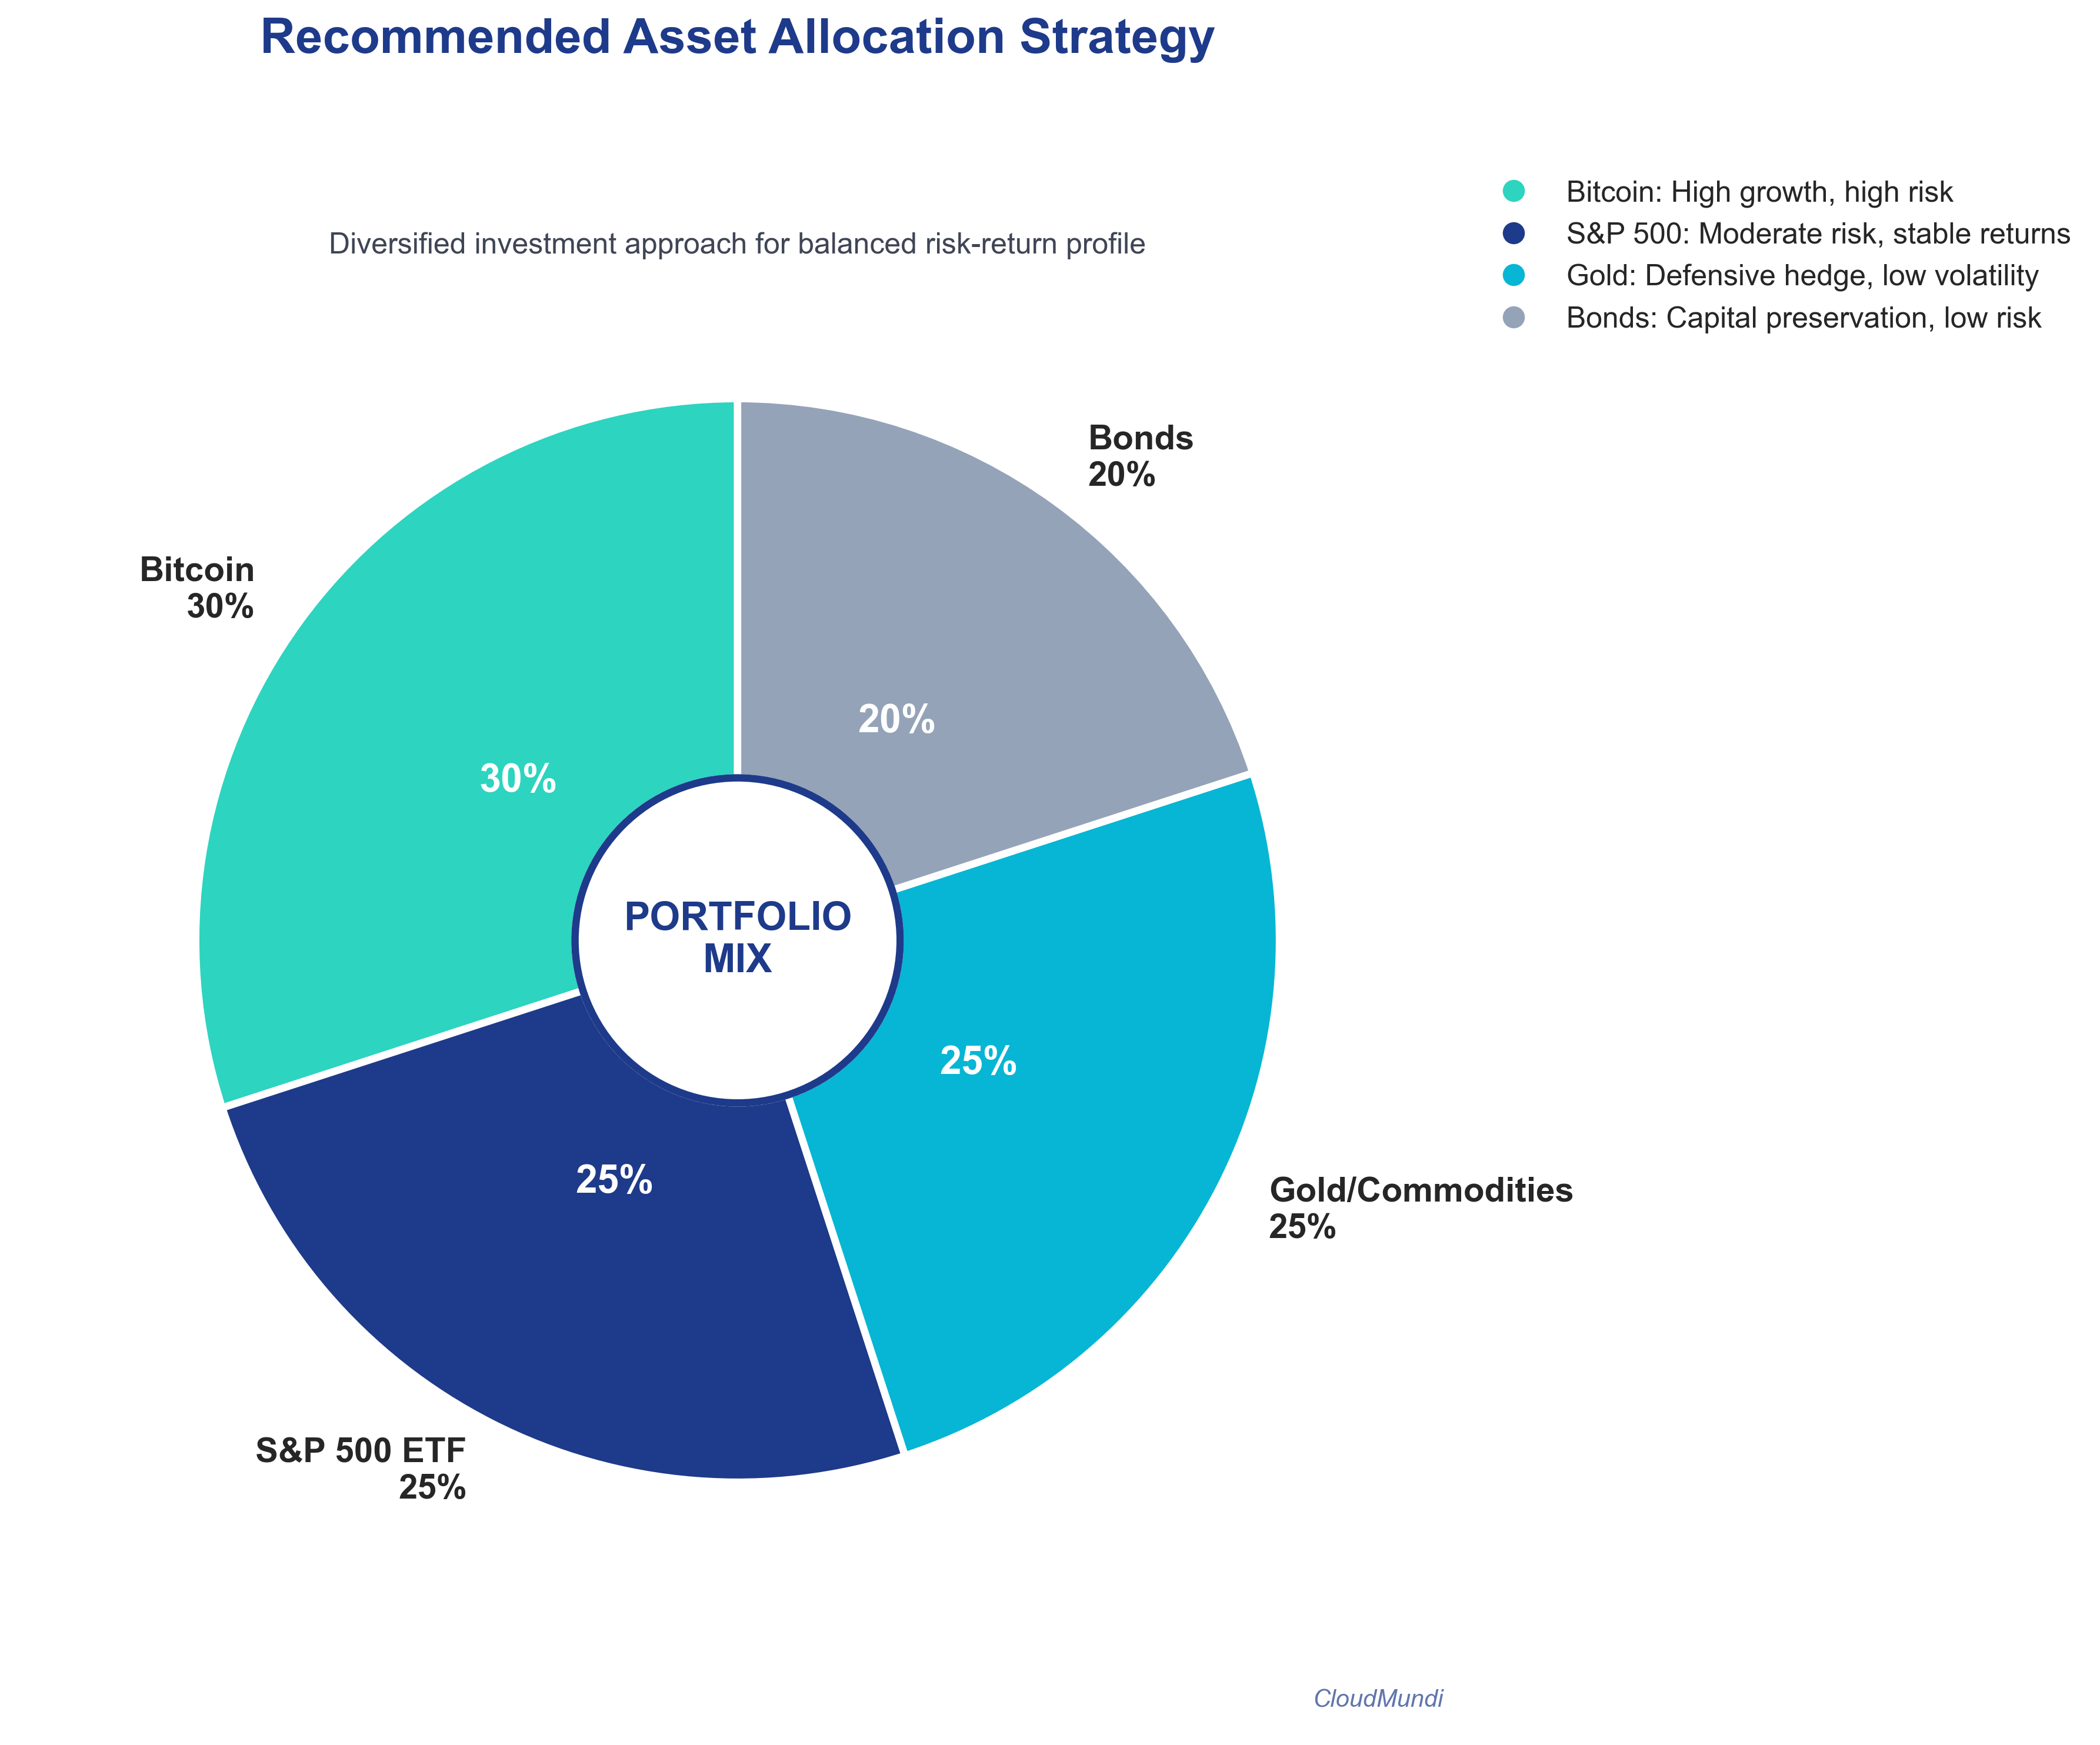 Recommended Asset Allocation Strategy
Diversified investment approach for balanced risk-return profile
Bitcoin: High growth, high risk
S&P 500: Moderate risk, stable returns
Gold: Defensive hedge, low volatility
Bonds: Capital preservation, low risk
Bonds
20%
Bitcoin
30%
20%
30%
PORTFOLIO
MIX
25%
25%
Gold/Commodities
25%
S&P 500 ETF
25%
CloudMundi